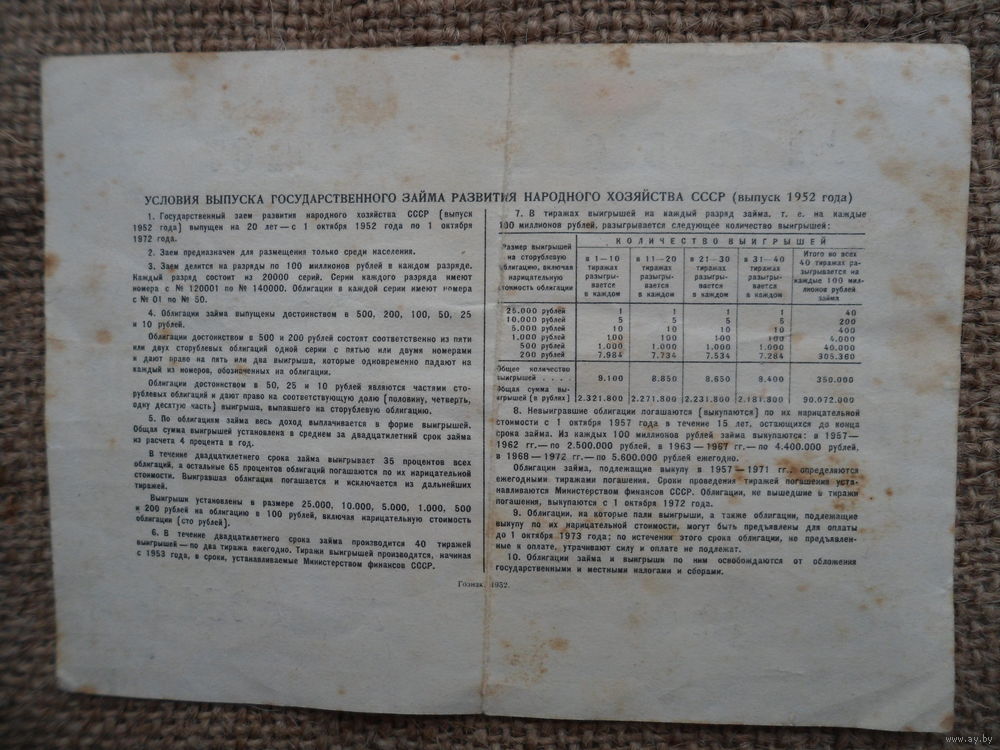 УСЛОВИЯ ВЫПУСКА ГОСУДАРСТВЕННОГО ЗАЙМА РАЗВИТИЯ НАРОДНОГО ХОЗЯЙСТВА СССР (выпуск 1952 года)
1. Государственный заем развития народного хозяйства СССР (выпуск
1952 года) выпущен на 20 лет — с 1 октября 1952 года по 1 октября
1972 года.
2. Заем предназначен для размещения только среди населения.
3. Заем делится на разряды по 100 миллионов рублей в каждом разряде.
Каждый разряд состоит из 20000 серий. Серии каждого разряда имеют
номера с № 120001 по № 140000. Облигации в каждой серии имеют номера
с № 01 по № 50.
4. Облигации займа выпущены достоинством в 500, 200, 100, 50, 25
и 10 рублей.
Облигации достоинством в 500 и 200 рублей состоят соответственно из пяти
или двух сторублевых облигаций одной серии с пятью или двумя номерами
и дают право на пять или два выигрыша, которые одновременно падают на
каждый из номеров, обозначенных на облигации.
Облигации достоинством в 50, 25 и 10 рублей являются частями сто-
рублевых облигаций и дают право на соответствующую долю (половину, четверть,
одну десятую часть) выигрыша, выпавшего на сторублевую облигацию.
5. По облигациям займа весь доход выплачивается в форме выигрышей.
Общая сумма выигрышей установлена в среднем за двадцатилетний срок займа
из расчета 4 процента в год.
В течение двадцатилетнего срока займа выигрывает 35 процентов всех
облигаций, а остальные 65 процентов облигаций погашаются по их нарицательной
стоимости. Выигравшая облигация погашается и исключается из дальнейших
тиражей.
Выигрыши установлены в размере 25.000, 10.000, 5.000, 1.000, 500
и 200 рублей на облигацию в 100 рублей, включая нарицательную стоимость
облигации (сто рублей).
6. В течение двадцатилетнего срока займа производится 40 тиражей
выигрышей — по два тиража ежегодно. Тиражи выигрышей производятся, начиная
с 1953 года, в сроки, устанавливаемые Министерством финансов СССР.
7. В тиражах выигрышей на каждый разряд займа, т. е. на каждые
100 миллионов рублей, разыгрывается следующее количество выигрышей:
Размер выигрышей на сторублевую облигацию, включая нарицательную стоимость облигации
КОЛИЧЕСТВО ВЫИГРЫШЕЙ
в 1—10 тиражах разыгрывается в каждом
в 11—20 тиражах разыгрывается в каждом
в 21—30 тиражах разыгрывается в каждом
в 31—40 тиражах разыгрывается в каждом
Итого во всех 40 тиражах разыгрывается на каждые 100 миллионов рублей займа
25.000 рублей 1 1 1 1 40
10.000 рублей 5 5 5 5 200
5.000 рублей 10 10 10 10 400
1.000 рублей 100 100 100 100 4.000
500 рублей 1.000 1.000 1.000 1.000 40.000
200 рублей 7.984 7.734 7.534 7.284 305.360
Общее количество
выигрышей . . . . 9.100 8.850 8.650 8.400 350.000
Общая сумма вы-
игрышей (в рублях) 2.321.800 2.271.800 2.231.800 2.181.800 90.072.000
8. Невыигравшие облигации погашаются (выкупаются) по их нарицательной
стоимости с 1 октября 1957 года в течение 15 лет, остающихся до конца
срока займа. Из каждых 100 миллионов рублей займа выкупаются: в 1957—
1962 гг.— по 2.500.000 рублей, в 1963—1967 гг.— по 4.400.000 рублей,
в 1968—1972 гг.— по 5.600.000 рублей ежегодно.
Облигации займа, подлежащие выкупу в 1957—1971 гг., определяются
ежегодными тиражами погашения. Сроки проведения тиражей погашения уста-
навливаются Министерством финансов СССР. Облигации, не вышедшие в тиражи
погашения, выкупаются с 1 октября 1972 года.
9. Облигации, на которые пали выигрыши, а также облигации, подлежащие
выкупу по их нарицательной стоимости, могут быть предъявлены для оплаты
до 1 октября 1973 года; по истечении этого срока облигации, не предъявлен-
ные к оплате, утрачивают силу и оплате не подлежат.
10. Облигации займа и выигрыши по ним освобождаются от обложения
государственными и местными налогами и сборами.
Гознак. 1952.
www.ay.by